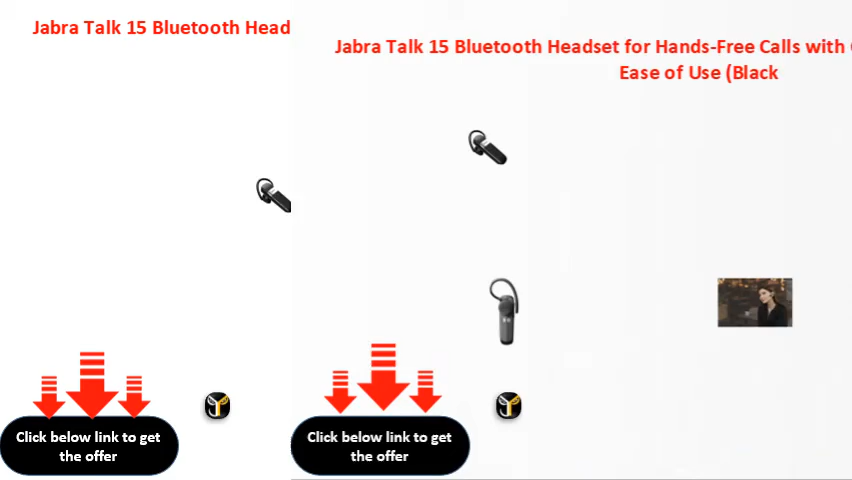 Jabra Talk 15 Bluetooth Head
Jabra Talk 15 Bluetooth Headset for Hands-Free Calls with
Ease of Use (Black
Click below link to get
the offer
Click below link to get
the offer